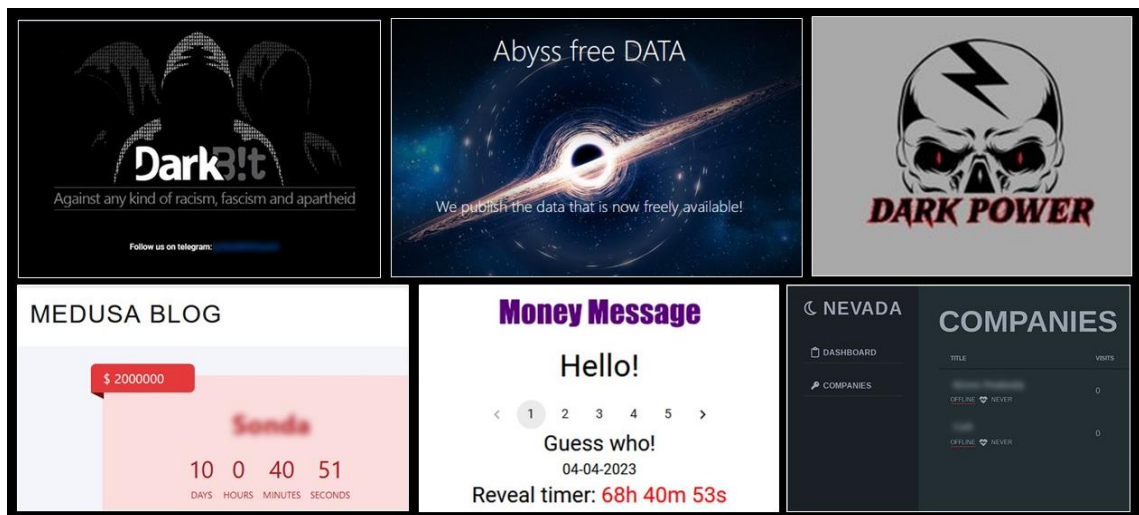 DarkB!t
Against any kind of racism, fascism and apartheid
Follow us on telegram:
Abyss free DATA
We publish the data that is now freely available!
DARK POWER
MEDUSA BLOG
$ 2000000
10 0 40 51
DAYS HOURS MINUTES SECONDS
Money Message
Hello!
‹ 1 2 3 4 5 ›
Guess who!
04-04-2023
Reveal timer: 68h 40m 53s
NEVADA
DASHBOARD
COMPANIES
COMPANIES
TITLE VISITS
0
OFFLINE NEVER
0
OFFLINE NEVER